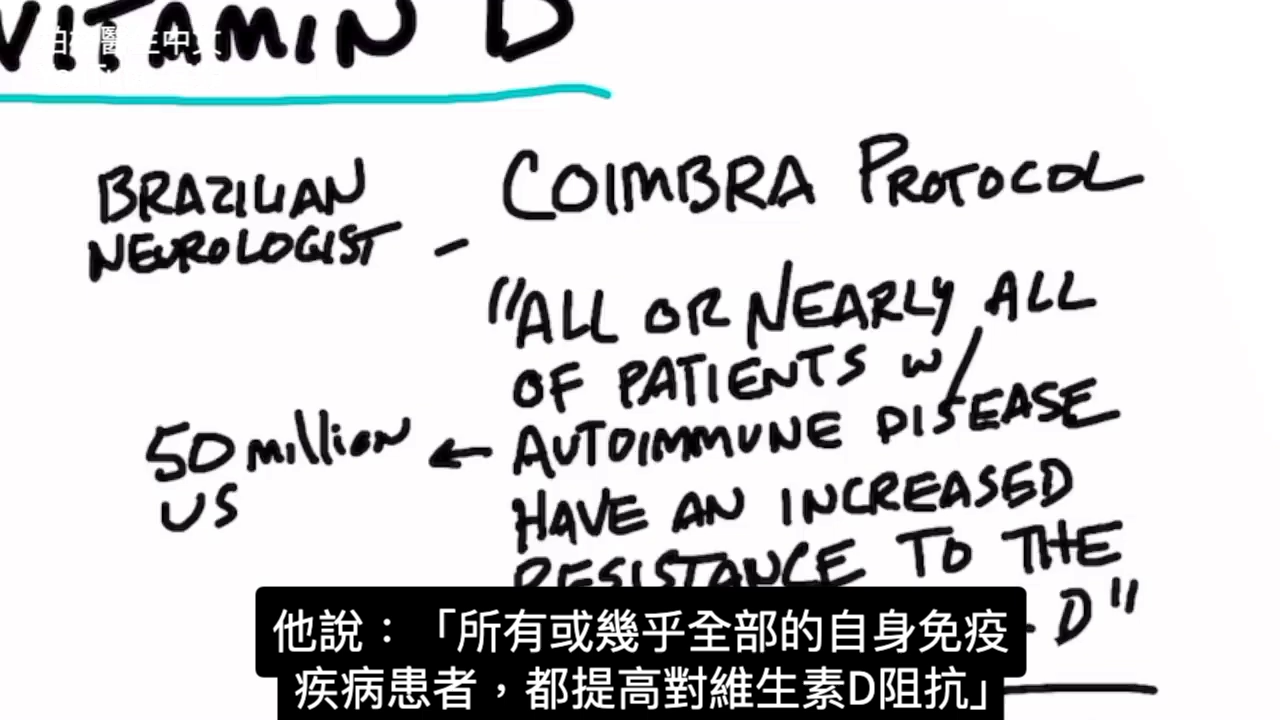 VITAMIN D
BRAZILIAN
NEUROLOGIST -
COIMBRA PROTOCOL
"ALL OR NEARLY ALL
OF PATIENTS w/
AUTOIMMUNE DISEASE
HAVE AN INCREASED
RESISTANCE TO THE
D"
50 million ←
US
他說：「所有或幾乎全部的自身免疫
疾病患者，都提高對維生素D阻抗」